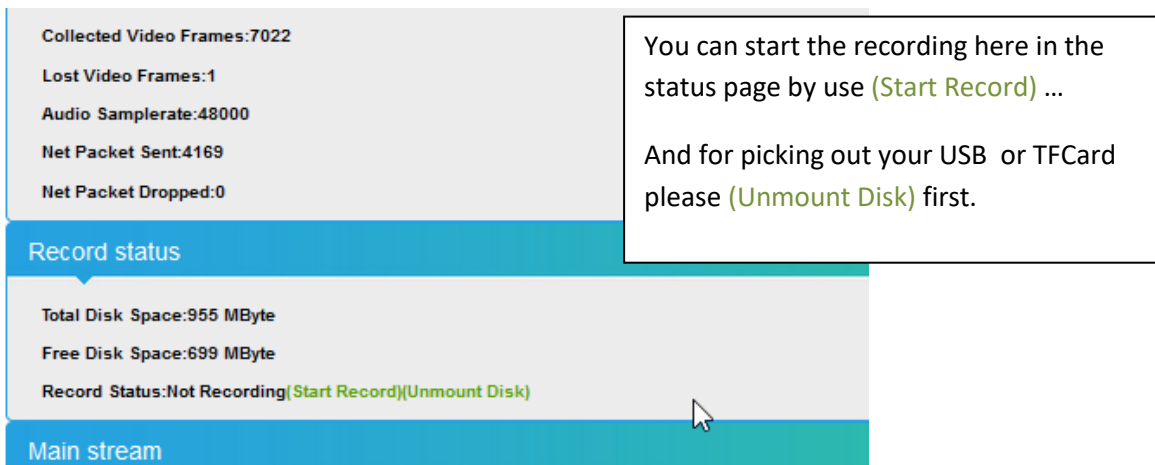 Collected Video Frames:7022
Lost Video Frames:1
Audio Samplerate:48000
Net Packet Sent:4169
Net Packet Dropped:0
You can start the recording here in the
status page by use (Start Record) …
And for picking out your USB or TFCard
please (Unmount Disk) first.
Record status
Total Disk Space:955 MByte
Free Disk Space:699 MByte
Record Status:Not Recording(Start Record)(Unmount Disk)
Main stream